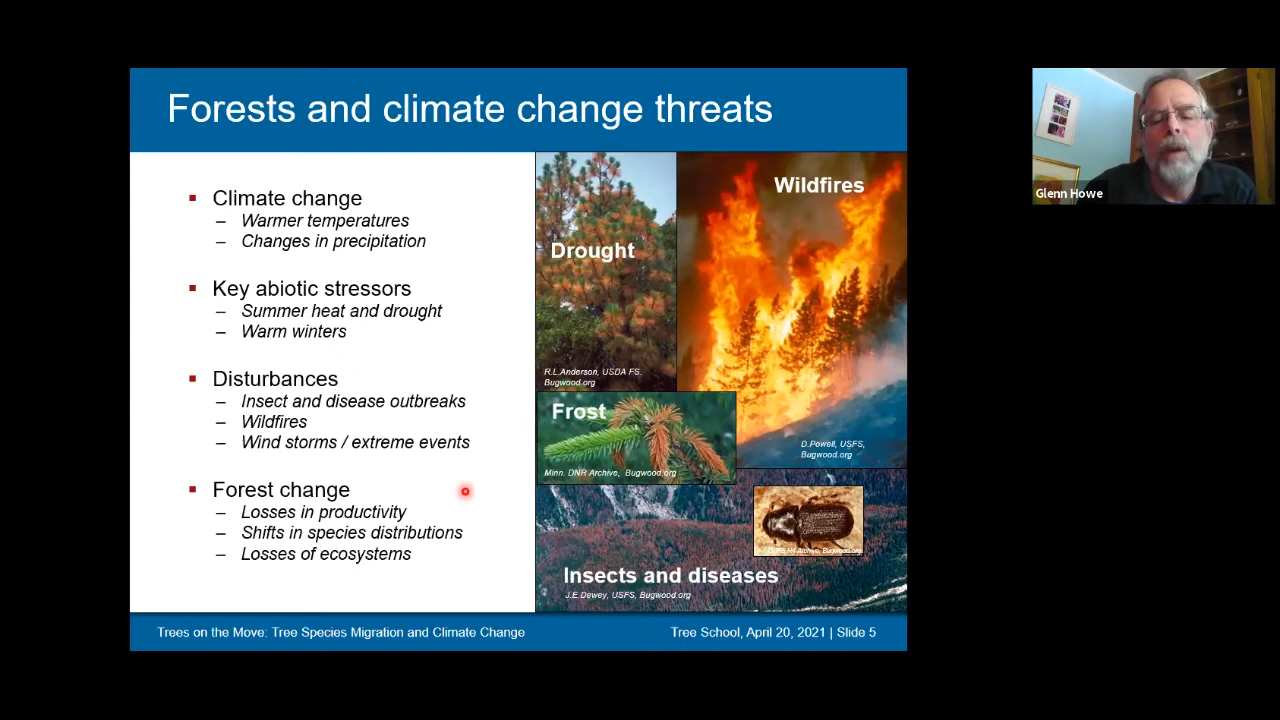 Forests and climate change threats
Climate change
– Warmer temperatures
– Changes in precipitation
Key abiotic stressors
– Summer heat and drought
– Warm winters
Disturbances
– Insect and disease outbreaks
– Wildfires
– Wind storms / extreme events
Forest change
– Losses in productivity
– Shifts in species distributions
– Losses of ecosystems
Drought
R.L.Anderson, USDA FS,
Bugwood.org
Wildfires
D.Powell, USFS,
Bugwood.org
Frost
Minn. DNR Archive, Bugwood.org
Archive, Bugwood.org
Insects and diseases
J.E.Dewey, USFS, Bugwood.org
Trees on the Move: Tree Species Migration and Climate Change
Tree School, April 20, 2021 | Slide 5
Glenn Howe